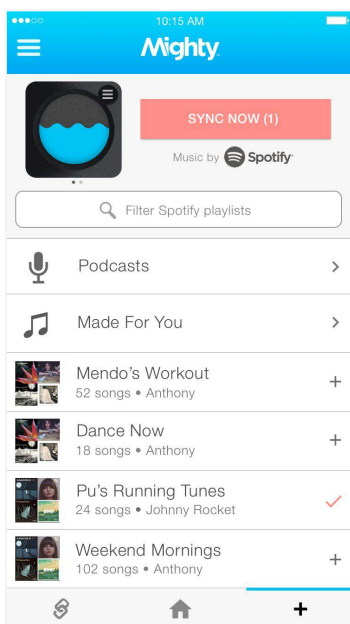 10:15 AM
Mighty
SYNC NOW (1)
Music by Spotify
Filter Spotify playlists
Podcasts
Made For You
Mendo's Workout
52 songs • Anthony
Dance Now
18 songs • Anthony
Pu's Running Tunes
24 songs • Johnny Rocket
Weekend Mornings
102 songs • Anthony